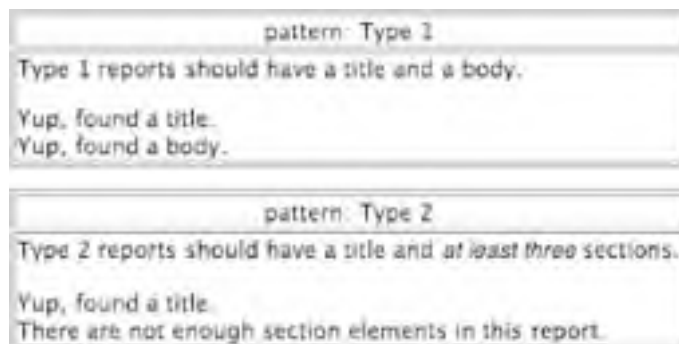 pattern: Type 1
Type 1 reports should have a title and a body.
Yup, found a title.
Yup, found a body.
pattern: Type 2
Type 2 reports should have a title and at least three sections.
Yup, found a title.
There are not enough section elements in this report.